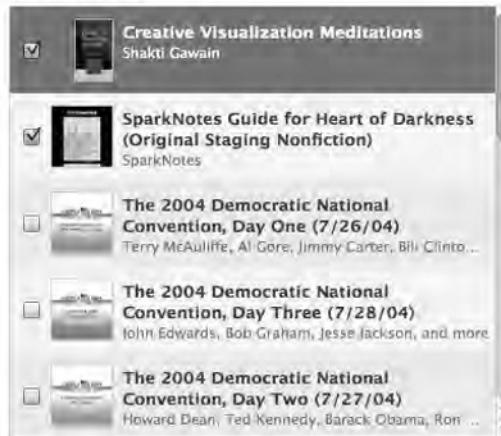 Creative Visualization Meditations
Shakti Gawain
SparkNotes Guide for Heart of Darkness
(Original Staging Nonfiction)
SparkNotes
The 2004 Democratic National
Convention, Day One (7/26/04)
Terry McAuliffe, Al Gore, Jimmy Carter, Bill Clinto...
The 2004 Democratic National
Convention, Day Three (7/28/04)
John Edwards, Bob Graham, Jesse Jackson, and more
The 2004 Democratic National
Convention, Day Two (7/27/04)
Howard Dean, Ted Kennedy, Barack Obama, Ron ...